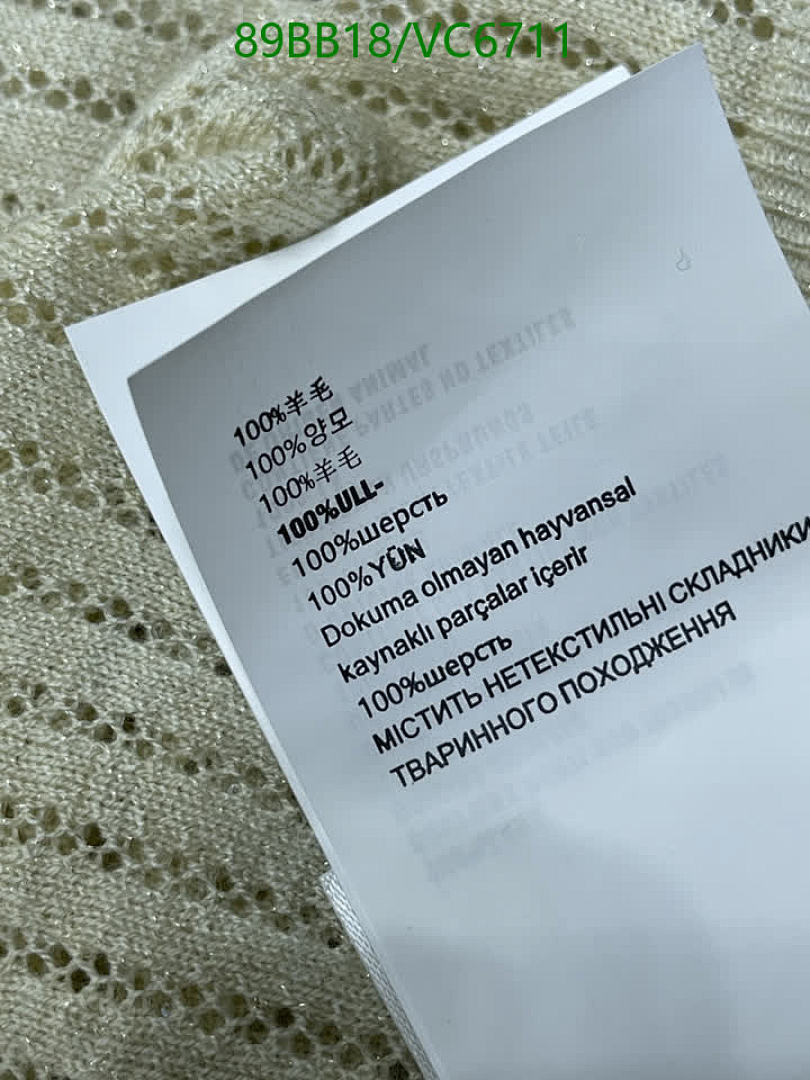 89BB18/VC6711
100%羊毛
100%양모
100%羊毛
100%ULL-
100%шерсть
100%YÜN
Dokuma olmayan hayvansal
kaynaklı parçalar içerir
100%шерсть
МІСТИТЬ НЕТЕКСТИЛЬНІ СКЛАДНИКИ
ТВАРИННОГО ПОХОДЖЕННЯ